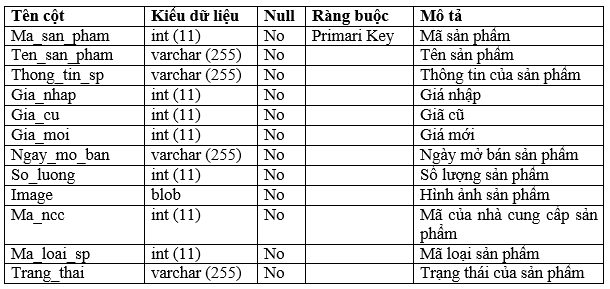 Tên cột Kiểu dữ liệu Null Ràng buộc Mô tả
Ma_san_pham int (11) No Primari Key Mã sản phẩm
Ten_san_pham varchar (255) No Tên sản phẩm
Thong_tin_sp varchar (255) No Thông tin của sản phẩm
Gia_nhap int (11) No Giá nhập
Gia_cu int (11) No Giã cũ
Gia_moi int (11) No Giá mới
Ngay_mo_ban varchar (255) No Ngày mở bán sản phẩm
So_luong int (11) No Số lượng sản phẩm
Image blob No Hình ảnh sản phẩm
Ma_ncc int (11) No Mã của nhà cung cấp sản
phẩm
Ma_loai_sp int (11) No Mã loại sản phẩm
Trang_thai varchar (255) No Trạng thái của sản phẩm